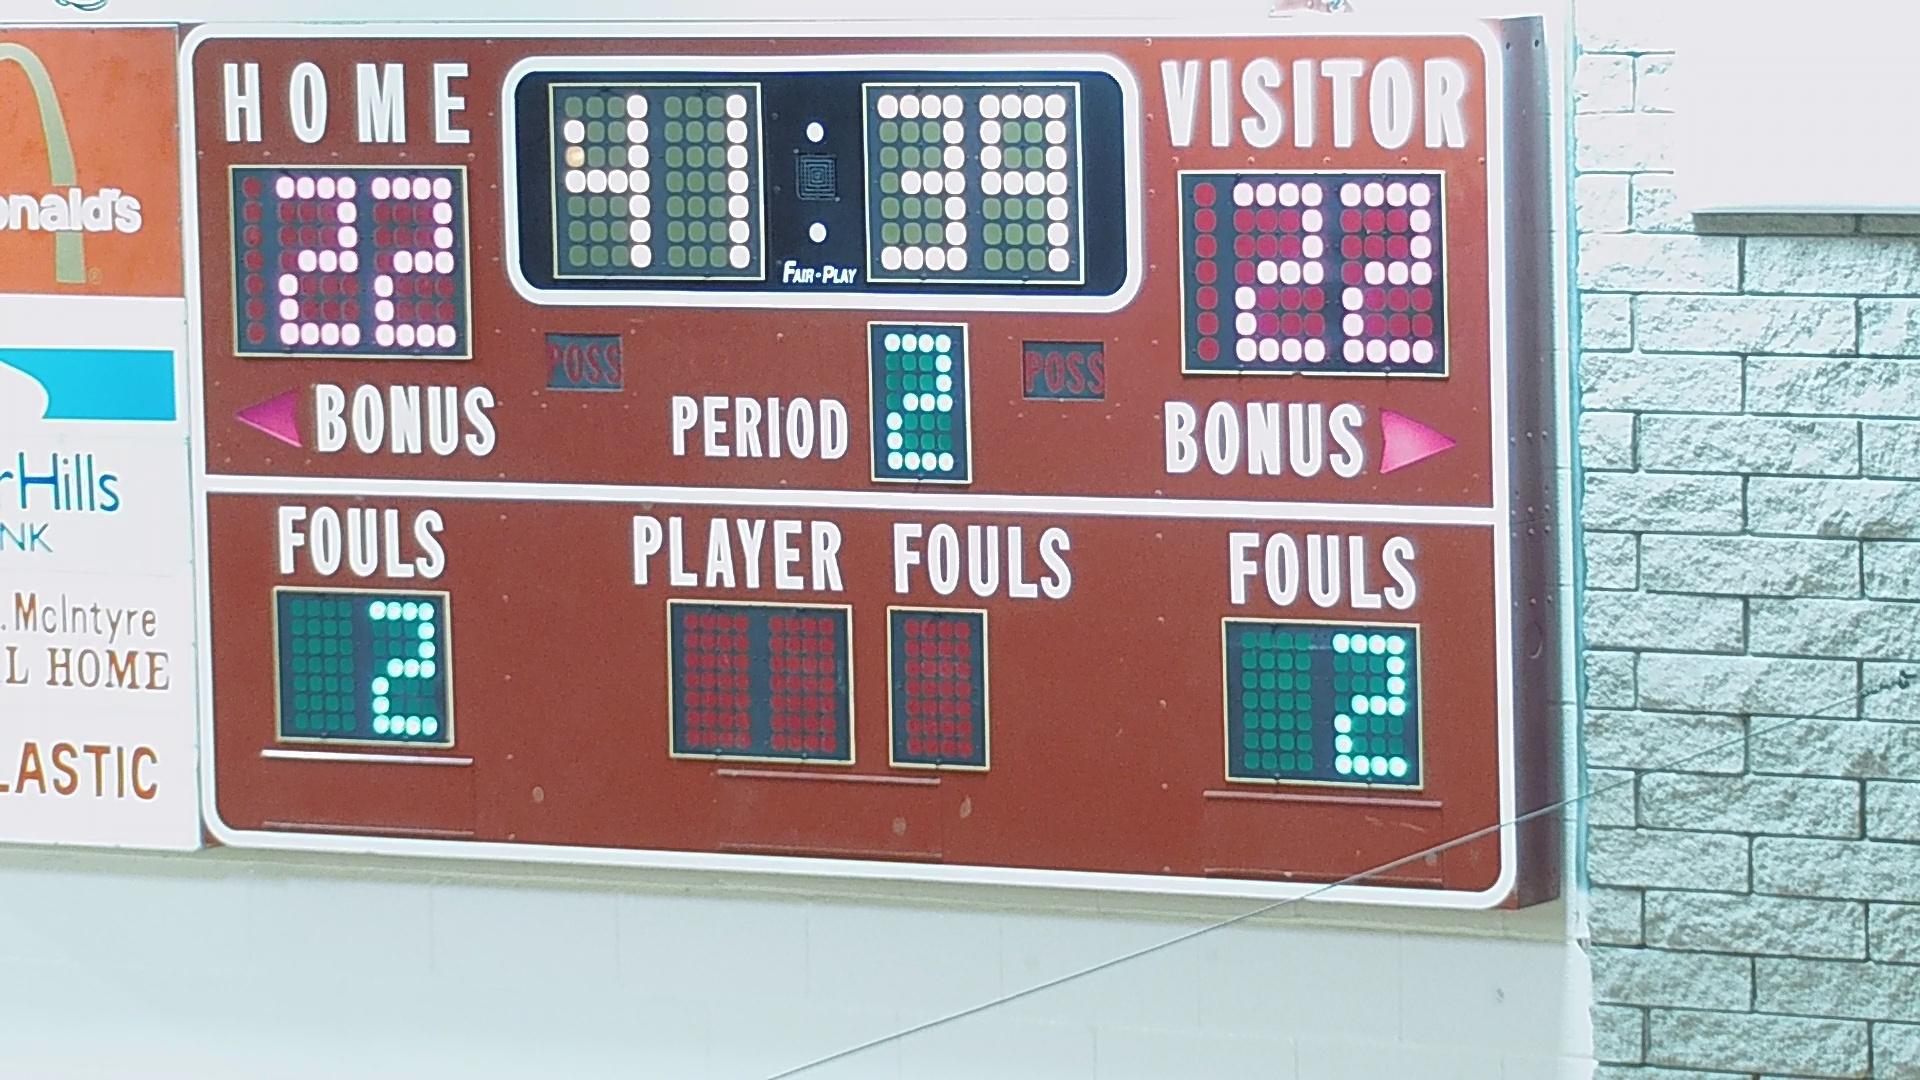 onald's
®
rHills
NK
. McIntyre
L HOME
LASTIC
HOME 41:39 VISITOR
22 22
FAIR-PLAY
POSS POSS
BONUS PERIOD 2 BONUS
FOULS PLAYER FOULS FOULS
2 2